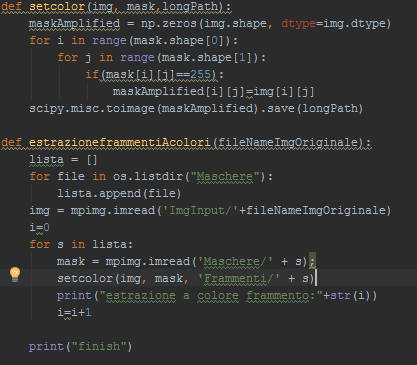 def setcolor(img, mask,longPath):
    maskAmplified = np.zeros(img.shape, dtype=img.dtype)
    for i in range(mask.shape[0]):
        for j in range(mask.shape[1]):
            if(mask[i][j]==255):
                maskAmplified[i][j]=img[i][j]
    scipy.misc.toimage(maskAmplified).save(longPath)

def estrazioneframmentiAcolori(fileNameImgOriginale):
    lista = []
    for file in os.listdir("Maschere"):
        lista.append(file)
    img = mpimg.imread('ImgInput/'+fileNameImgOriginale)
    i=0
    for s in lista:
        mask = mpimg.imread('Maschere/' + s);
        setcolor(img, mask, 'Frammenti/' + s)
        print("estrazione a colore frammento:"+str(i))
        i=i+1

    print("finish")